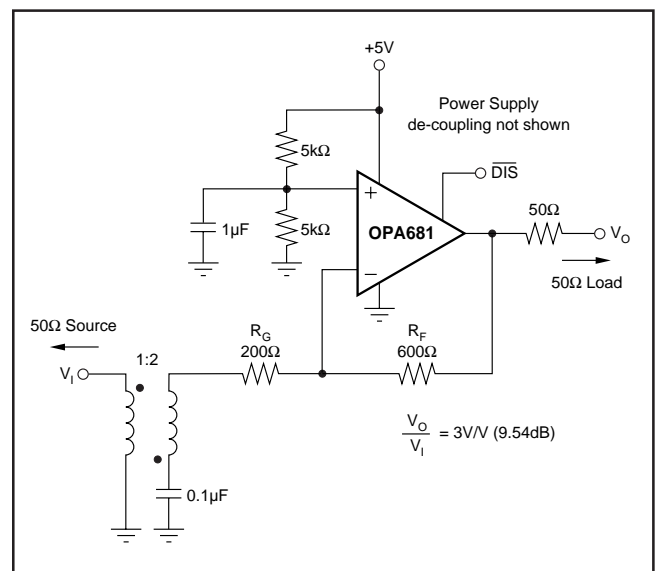 +5V
Power Supply
de-coupling not shown
5kΩ
DIS
+
50Ω
1µF
5kΩ
OPA681
VO
–
50Ω Load
50Ω Source
RG
200Ω
RF
600Ω
1:2
VI
VO
VI
= 3V/V (9.54dB)
0.1µF